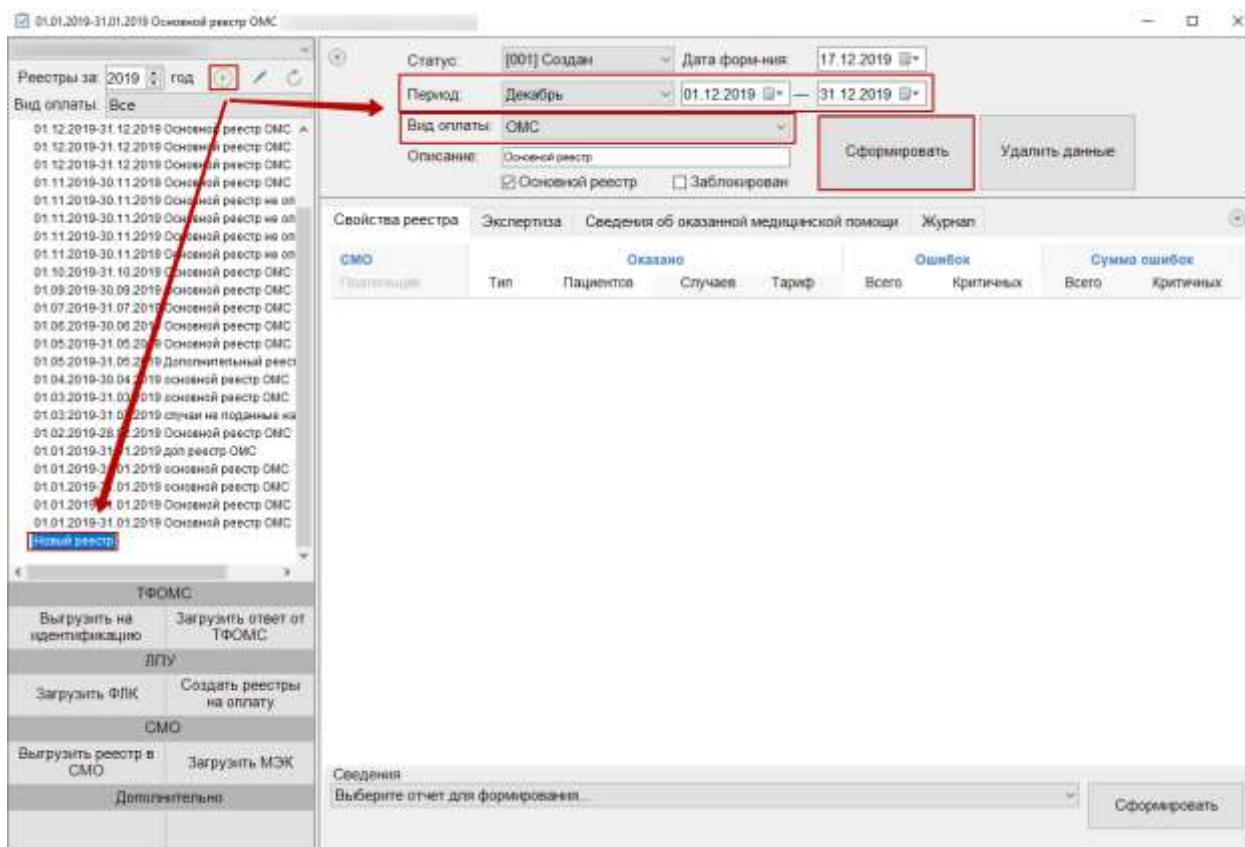 01.01.2019-31.01.2019 Основной реестр ОМС
Реестры за: 2019 год
Вид оплаты: Все
01.12.2019-31.12.2019 Основной реестр ОМС
01.12.2019-31.12.2019 Основной реестр ОМС
01.12.2019-31.12.2019 Основной реестр ОМС
01.11.2019-30.11.2019 Основной реестр ОМС
01.11.2019-30.11.2019 Основной реестр не оп
01.11.2019-30.11.2019 Основной реестр не оп
01.11.2019-30.11.2019 Основной реестр не оп
01.11.2019-30.11.2019 Основной реестр не оп
01.10.2019-31.10.2019 Основной реестр ОМС
01.09.2019-30.09.2019 Основной реестр ОМС
01.07.2019-31.07.2019 Основной реестр ОМС
01.06.2019-30.06.2019 Основной реестр ОМС
01.05.2019-31.05.2019 Основной реестр ОМС
01.05.2019-31.05.2019 Дополнительный реест
01.04.2019-30.04.2019 основной реестр ОМС
01.03.2019-31.03.2019 основной реестр ОМС
01.03.2019-31.03.2019 случаи не поданные на
01.02.2019-28.02.2019 Основной реестр ОМС
01.01.2019-31.01.2019 доп реестр ОМС
01.01.2019-31.01.2019 основной реестр ОМС
01.01.2019-31.01.2019 основной реестр ОМС
01.01.2019-31.01.2019 Основной реестр ОМС
01.01.2019-31.01.2019 Основной реестр ОМС
Новый реестр
ТФОМС
Выгрузить на идентификацию
Загрузить ответ от ТФОМС
ЛПУ
Загрузить ФЛК
Создать реестры на оплату
СМО
Выгрузить реестр в СМО
Загрузить МЭК
Дополнительно
Статус: [001] Создан Дата форм-ния: 17.12.2019
Период: Декабрь 01.12.2019 — 31.12.2019
Вид оплаты: ОМС
Описание: Основной реестр
Основной реестр Заблокирован
Сформировать Удалить данные
Свойства реестра Экспертиза Сведения об оказанной медицинской помощи Журнал
СМО Оказано Ошибок Сумма ошибок
Плательщик Тип Пациентов Случаев Тариф Всего Критичных Всего Критичных
Сведения
Выберите отчет для формирования...
Сформировать